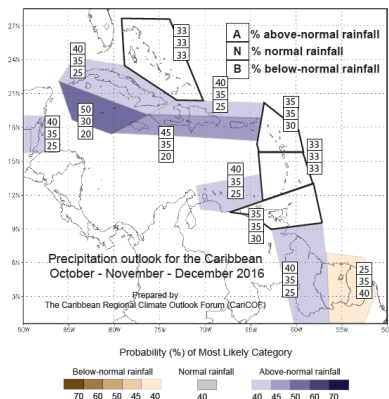 A % above-normal rainfall
N % normal rainfall
B % below-normal rainfall
27N
24N
21N
18N
15N
12N
9N
6N
3N
40
35
25
33
33
33
40
35
25
50
30
20
40
35
25
45
35
20
35
35
30
33
33
33
40
35
25
35
35
30
40
35
25
25
35
40
Precipitation outlook for the Caribbean
October - November - December 2016
Prepared by
The Caribbean Regional Climate Outlook Forum (CariCOF)
90W 85W 80W 75W 70W 65W 60W 55W 50
Probability (%) of Most Likely Category
Below-normal rainfall Normal rainfall Above-normal rainfall
70 60 50 45 40 40 40 45 50 60 70